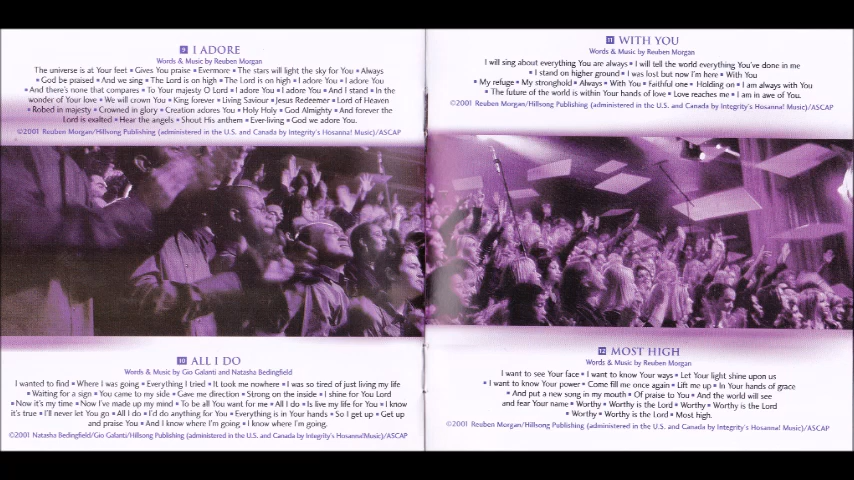 9 I ADORE
Words & Music by Reuben Morgan
The universe is at Your feet ▪ Gives You praise ▪ Evermore ▪ The stars will light the sky for You ▪ Always
▪ God be praised ▪ And we sing ▪ The Lord is on high ▪ The Lord is on high ▪ I adore You ▪ I adore You
▪ And there's none that compares ▪ To Your majesty O Lord ▪ I adore You ▪ I adore You ▪ And I stand ▪ In the
wonder of Your love ▪ We will crown You ▪ King forever ▪ Living Saviour ▪ Jesus Redeemer ▪ Lord of Heaven
▪ Robed in majesty ▪ Crowned in glory ▪ Creation adores You ▪ Holy Holy ▪ God Almighty ▪ And forever the
Lord is exalted ▪ Hear the angels ▪ Shout His anthem ▪ Ever-living ▪ God we adore You.
©2001 Reuben Morgan/Hillsong Publishing (administered in the U.S. and Canada by Integrity's Hosanna! Music)/ASCAP
10 ALL I DO
Words & Music by Gio Galanti and Natasha Bedingfield
I wanted to find ▪ Where I was going ▪ Everything I tried ▪ It took me nowhere ▪ I was so tired of just living my life
▪ Waiting for a sign ▪ You came to my side ▪ Gave me direction ▪ Strong on the inside ▪ I shine for You Lord
▪ Now it's my time ▪ Now I've made up my mind ▪ To be all You want for me ▪ All I do ▪ Is live my life for You ▪ I know
it's true ▪ I'll never let You go ▪ All I do ▪ I'd do anything for You ▪ Everything is in Your hands ▪ So I get up ▪ Get up
and praise You ▪ And I know where I'm going ▪ I know where I'm going.
©2001 Natasha Bedingfield/Gio Galanti/Hillsong Publishing (administered in the U.S. and Canada by Integrity's Hosanna!Music)/ASCAP
11 WITH YOU
Words & Music by Reuben Morgan
I will sing about everything You are always ▪ I will tell the world everything You've done in me
▪ I stand on higher ground ▪ I was lost but now I'm here ▪ With You
▪ My refuge ▪ My stronghold ▪ Always ▪ With You ▪ Faithful one ▪ Holding on ▪ I am always with You
▪ The future of the world is within Your hands of love ▪ Love reaches me ▪ I am in awe of You.
©2001 Reuben Morgan/Hillsong Publishing (administered in the U.S. and Canada by Integrity's Hosanna! Music)/ASCAP
12 MOST HIGH
Words & Music by Reuben Morgan
I want to see Your face ▪ I want to know Your ways ▪ Let Your light shine upon us
▪ I want to know Your power ▪ Come fill me once again ▪ Lift me up ▪ In Your hands of grace
▪ And put a new song in my mouth ▪ Of praise to You ▪ And the world will see
and fear Your name ▪ Worthy ▪ Worthy is the Lord ▪ Worthy ▪ Worthy is the Lord
▪ Worthy ▪ Worthy is the Lord ▪ Most high.
©2001 Reuben Morgan/Hillsong Publishing (administered in the U.S. and Canada by Integrity's Hosanna! Music)/ASCAP